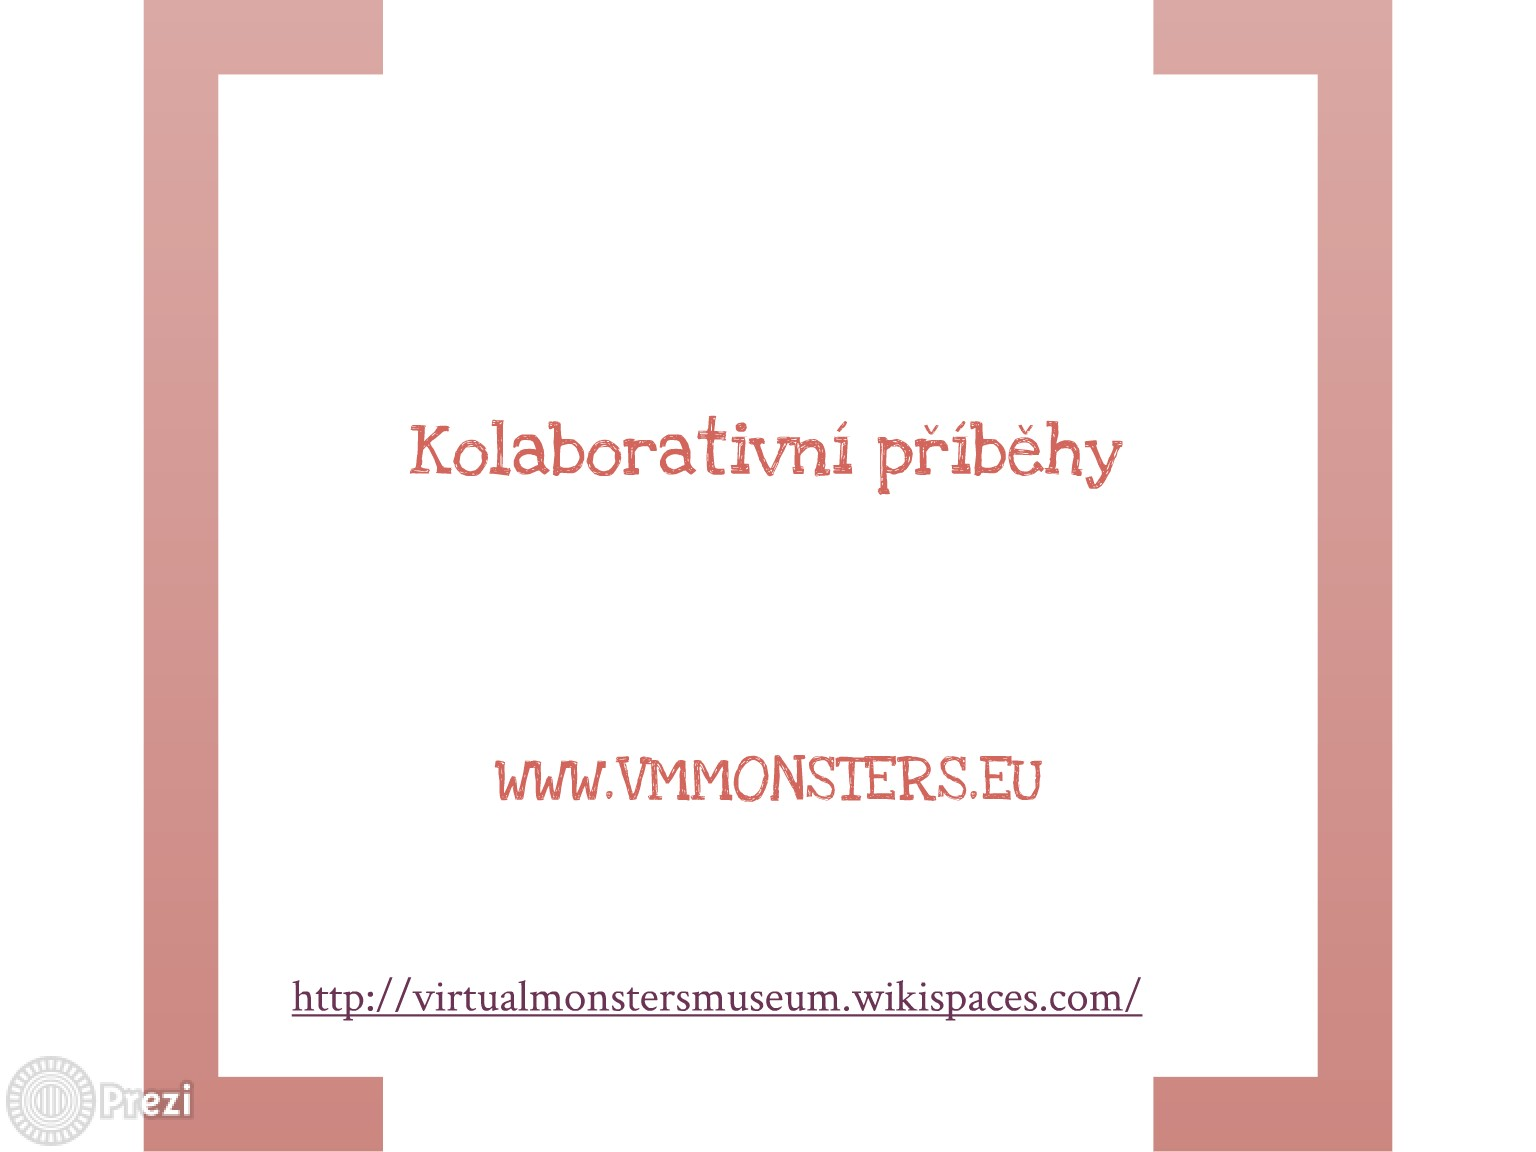 Kolaborativní příběhy
WWW.VMMONSTERS.EU
http://virtualmonstersmuseum.wikispaces.com/
Prezi